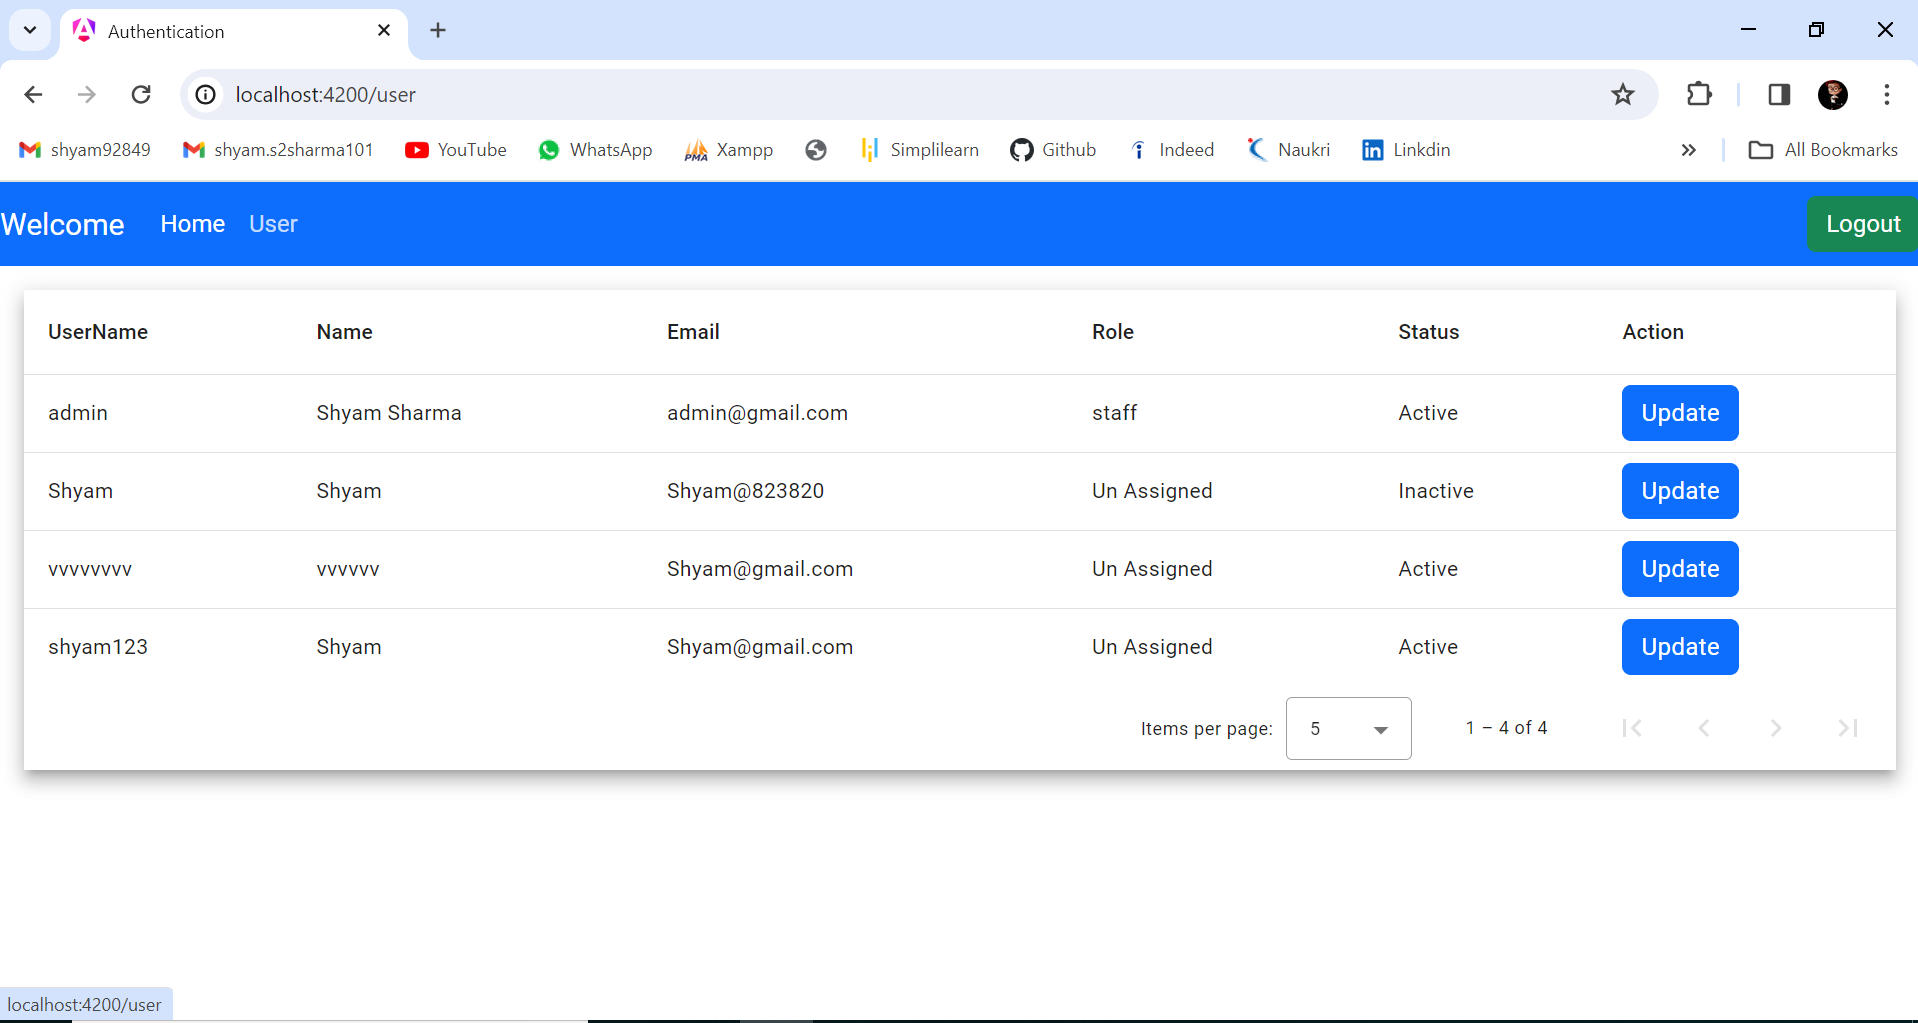 Authentication
localhost:4200/user
shyam92849 shyam.s2sharma101 YouTube WhatsApp PMA Xampp Simplilearn Github Indeed Naukri in Linkdin All Bookmarks
Welcome Home User Logout
UserName Name Email Role Status Action
admin Shyam Sharma admin@gmail.com staff Active Update
Shyam Shyam Shyam@823820 Un Assigned Inactive Update
vvvvvvvv vvvvvv Shyam@gmail.com Un Assigned Active Update
shyam123 Shyam Shyam@gmail.com Un Assigned Active Update
Items per page: 5 1 – 4 of 4
localhost:4200/user